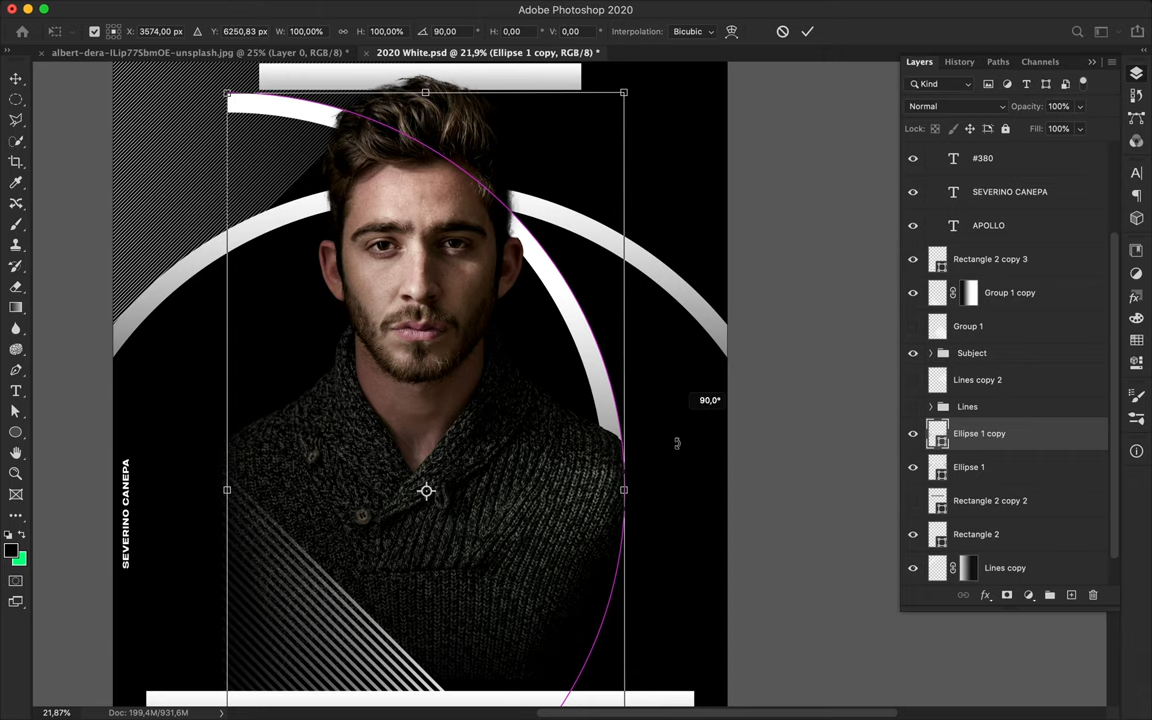 Adobe Photoshop 2020
X: 3574,00 px Y: 6250,83 px W: 100,00% H: 100,00% 90,00 ° H: 0,00 ° V: 0,00 ° Interpolation: Bicubic
× albert-dera-ILip77SbmOE-unsplash.jpg @ 25% (Layer 0, RGB/8) * × 2020 White.psd @ 21,9% (Ellipse 1 copy, RGB/8) *
Layers History Paths Channels
Kind
Normal Opacity: 100%
Lock: Fill: 100%
#380
SEVERINO CANEPA
APOLLO
Rectangle 2 copy 3
Group 1 copy
Group 1
Subject
Lines copy 2
Lines
Ellipse 1 copy
Ellipse 1
Rectangle 2 copy 2
Rectangle 2
Lines copy
90,0°
SEVERINO CANEPA
21,87% Doc: 199,4M/931,6M